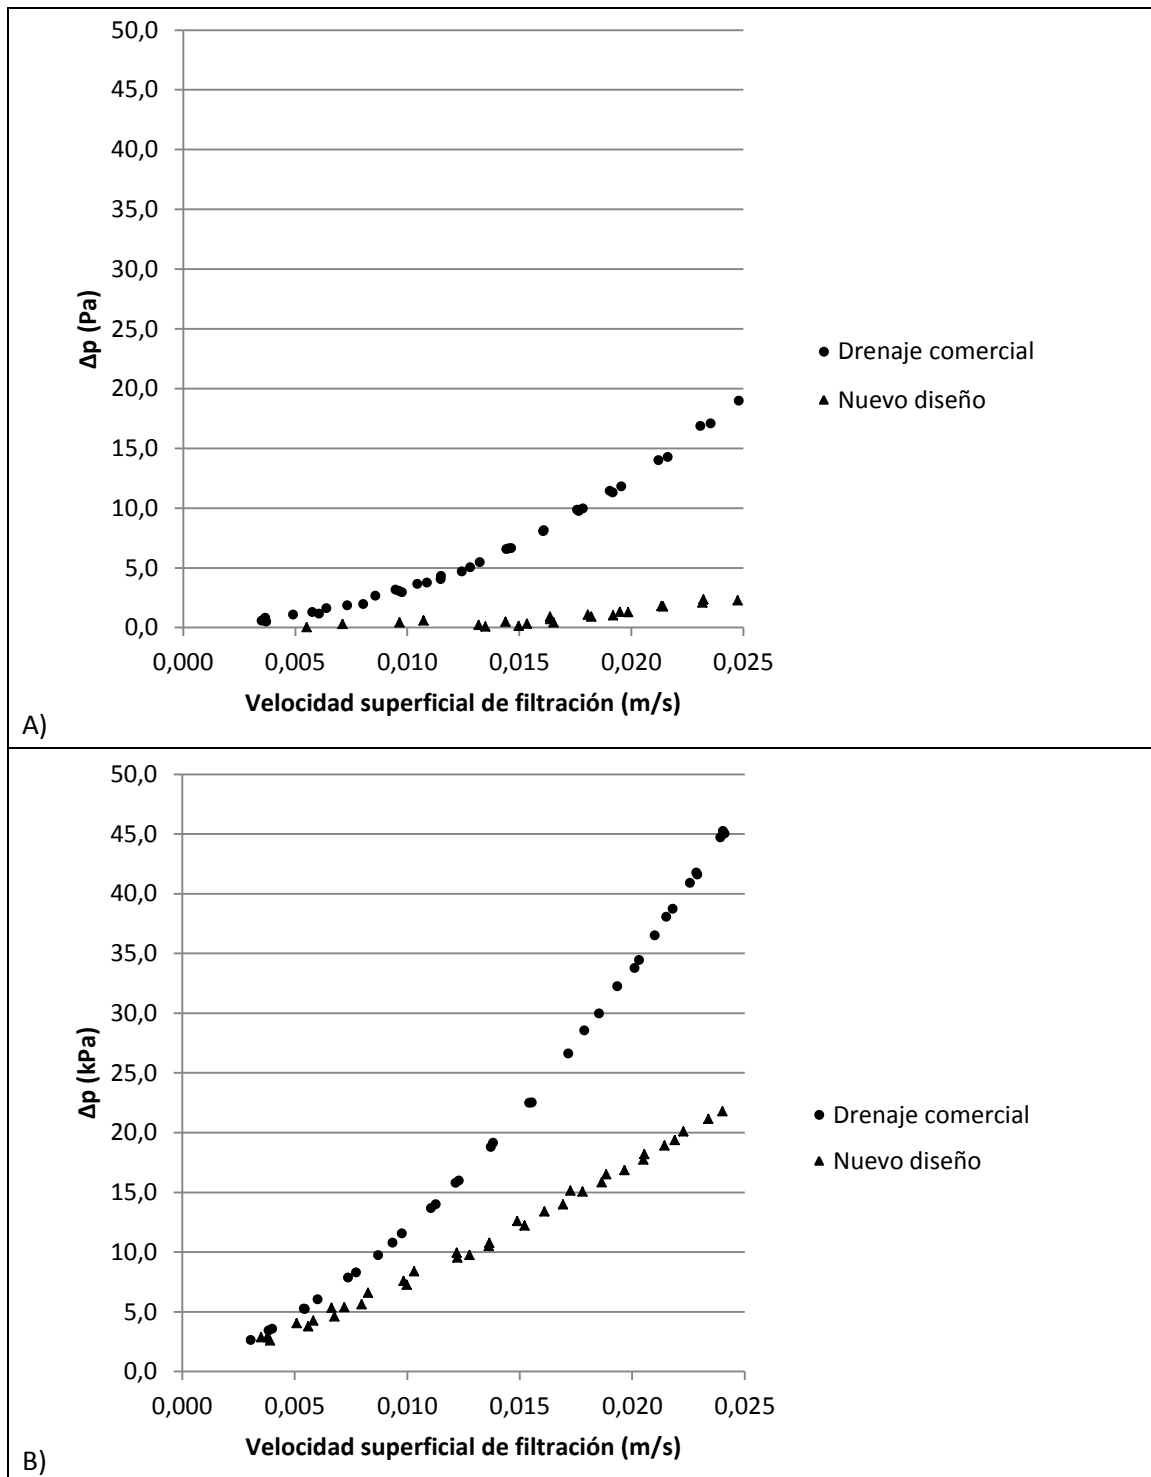 50,0
45,0
40,0
35,0
30,0
25,0
20,0
15,0
10,0
5,0
0,0
Δp (Pa)
Drenaje comercial
Nuevo diseño
0,000 0,005 0,010 0,015 0,020 0,025
Velocidad superficial de filtración (m/s)
A)
50,0
45,0
40,0
35,0
30,0
25,0
20,0
15,0
10,0
5,0
0,0
Δp (kPa)
Drenaje comercial
Nuevo diseño
0,000 0,005 0,010 0,015 0,020 0,025
Velocidad superficial de filtración (m/s)
B)